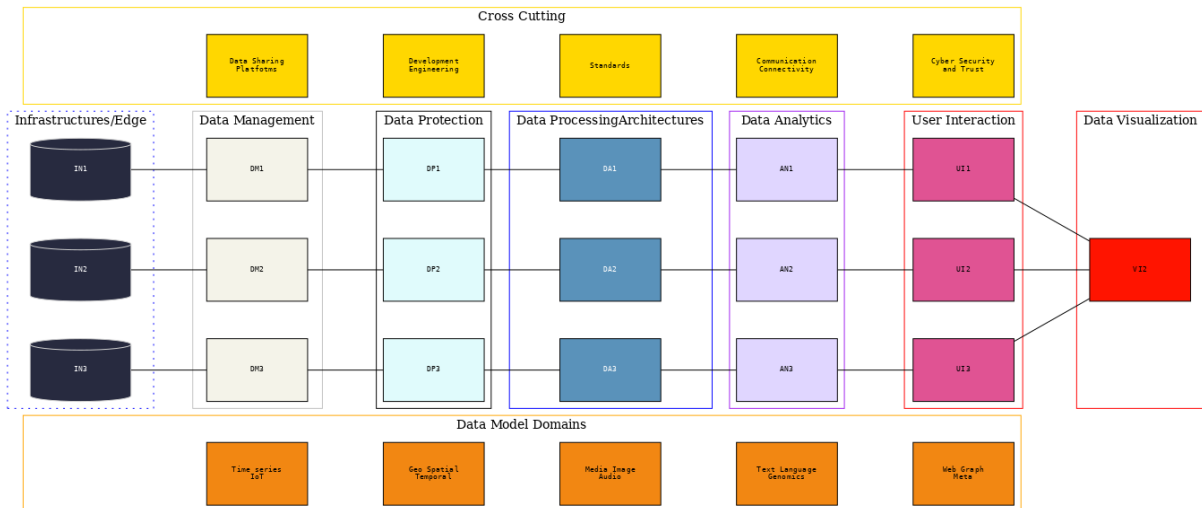 Cross Cutting
Data Sharing
Platfotms
Development
Engineering
Standards
Communication
Connectivity
Cyber Security
and Trust
Infrastructures/Edge
Data Management
Data Protection
Data ProcessingArchitectures
Data Analytics
User Interaction
Data Visualization
IN1
DM1
DP1
DA1
AN1
UI1
IN2
DM2
DP2
DA2
AN2
UI2
VI2
IN3
DM3
DP3
DA3
AN3
UI3
Data Model Domains
Time series
IoT
Geo Spatial
Temporal
Media Image
Audio
Text Language
Genomics
Web Graph
Meta